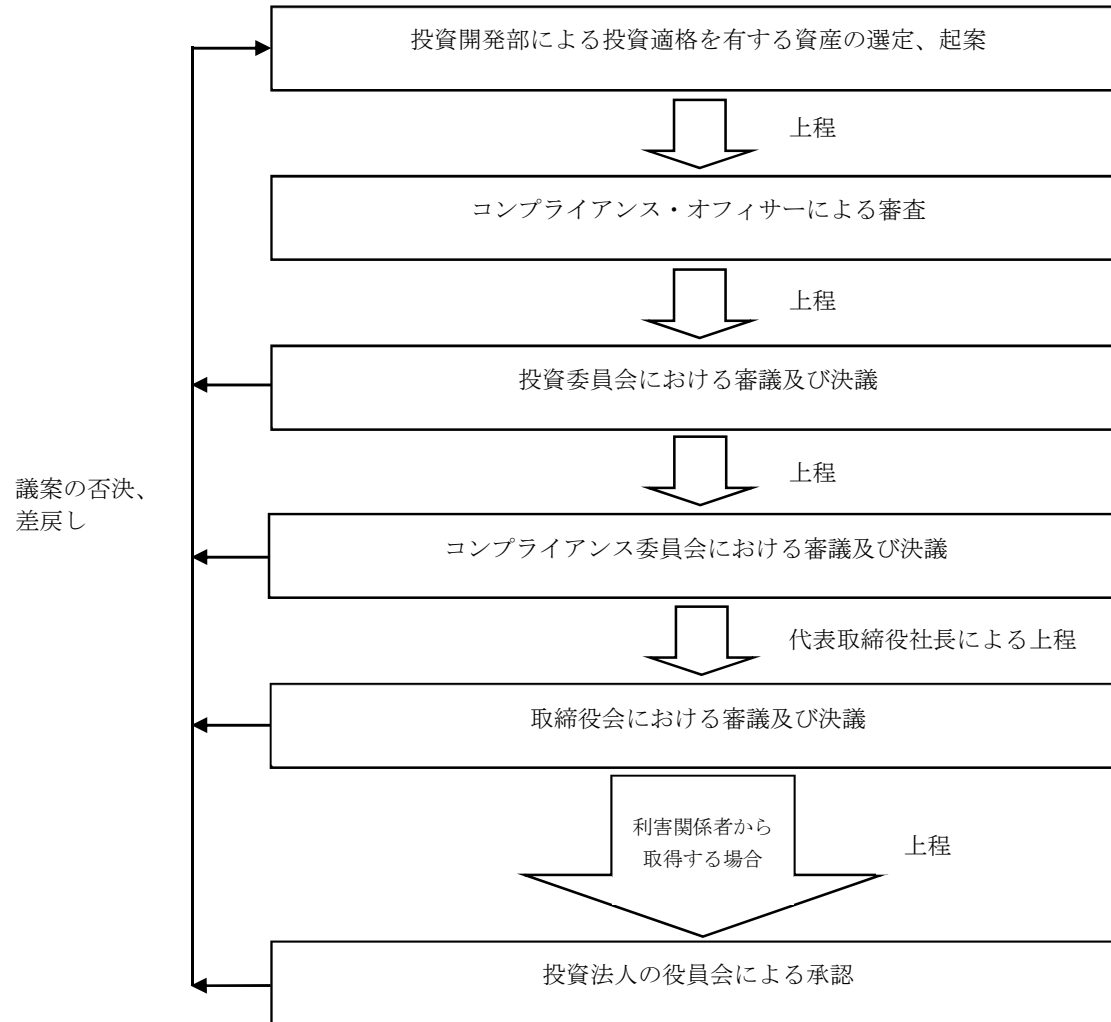 投資開発部による投資適格を有する資産の選定、起案
上程
コンプライアンス・オフィサーによる審査
上程
投資委員会における審議及び決議
上程
議案の否決、
差戻し
コンプライアンス委員会における審議及び決議
代表取締役社長による上程
取締役会における審議及び決議
利害関係者から
取得する場合
上程
投資法人の役員会による承認